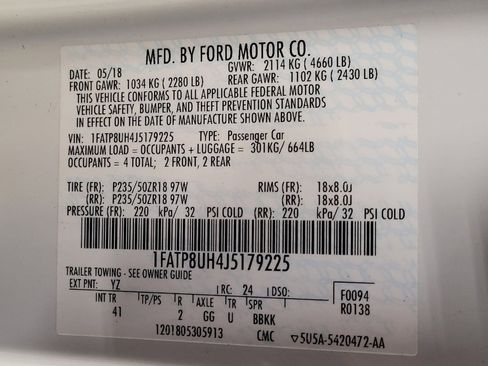 MFD. BY FORD MOTOR CO.
DATE: 05/18 GVWR: 2114 KG ( 4660 LB)
FRONT GAWR: 1034 KG ( 2280 LB) REAR GAWR: 1102 KG ( 2430 LB)
THIS VEHICLE CONFORMS TO ALL APPLICABLE FEDERAL MOTOR
VEHICLE SAFETY, BUMPER, AND THEFT PREVENTION STANDARDS
IN EFFECT ON THE DATE OF MANUFACTURE SHOWN ABOVE.
VIN: 1FATP8UH4J5179225 TYPE: Passenger Car
MAXIMUM LOAD = OCCUPANTS + LUGGAGE = 301KG/ 664LB
OCCUPANTS = 4 TOTAL; 2 FRONT, 2 REAR
TIRE (FR): P235/50ZR18 97W RIMS (FR): 18x8.0J
(RR): P235/50ZR18 97W (RR): 18x8.0J
PRESSURE (FR): 220 kPa/ 32 PSI COLD (RR): 220 kPa/ 32 PSI COLD
1FATP8UH4J5179225
TRAILER TOWING - SEE OWNER GUIDE
EXT PNT: YZ RC: 24 DSO: F0094
INT TR TP/PS R AXLE TR SPR R0138
41 2 GG U BBKK
1201805305913 CMC ▽5U5A-5420472-AA